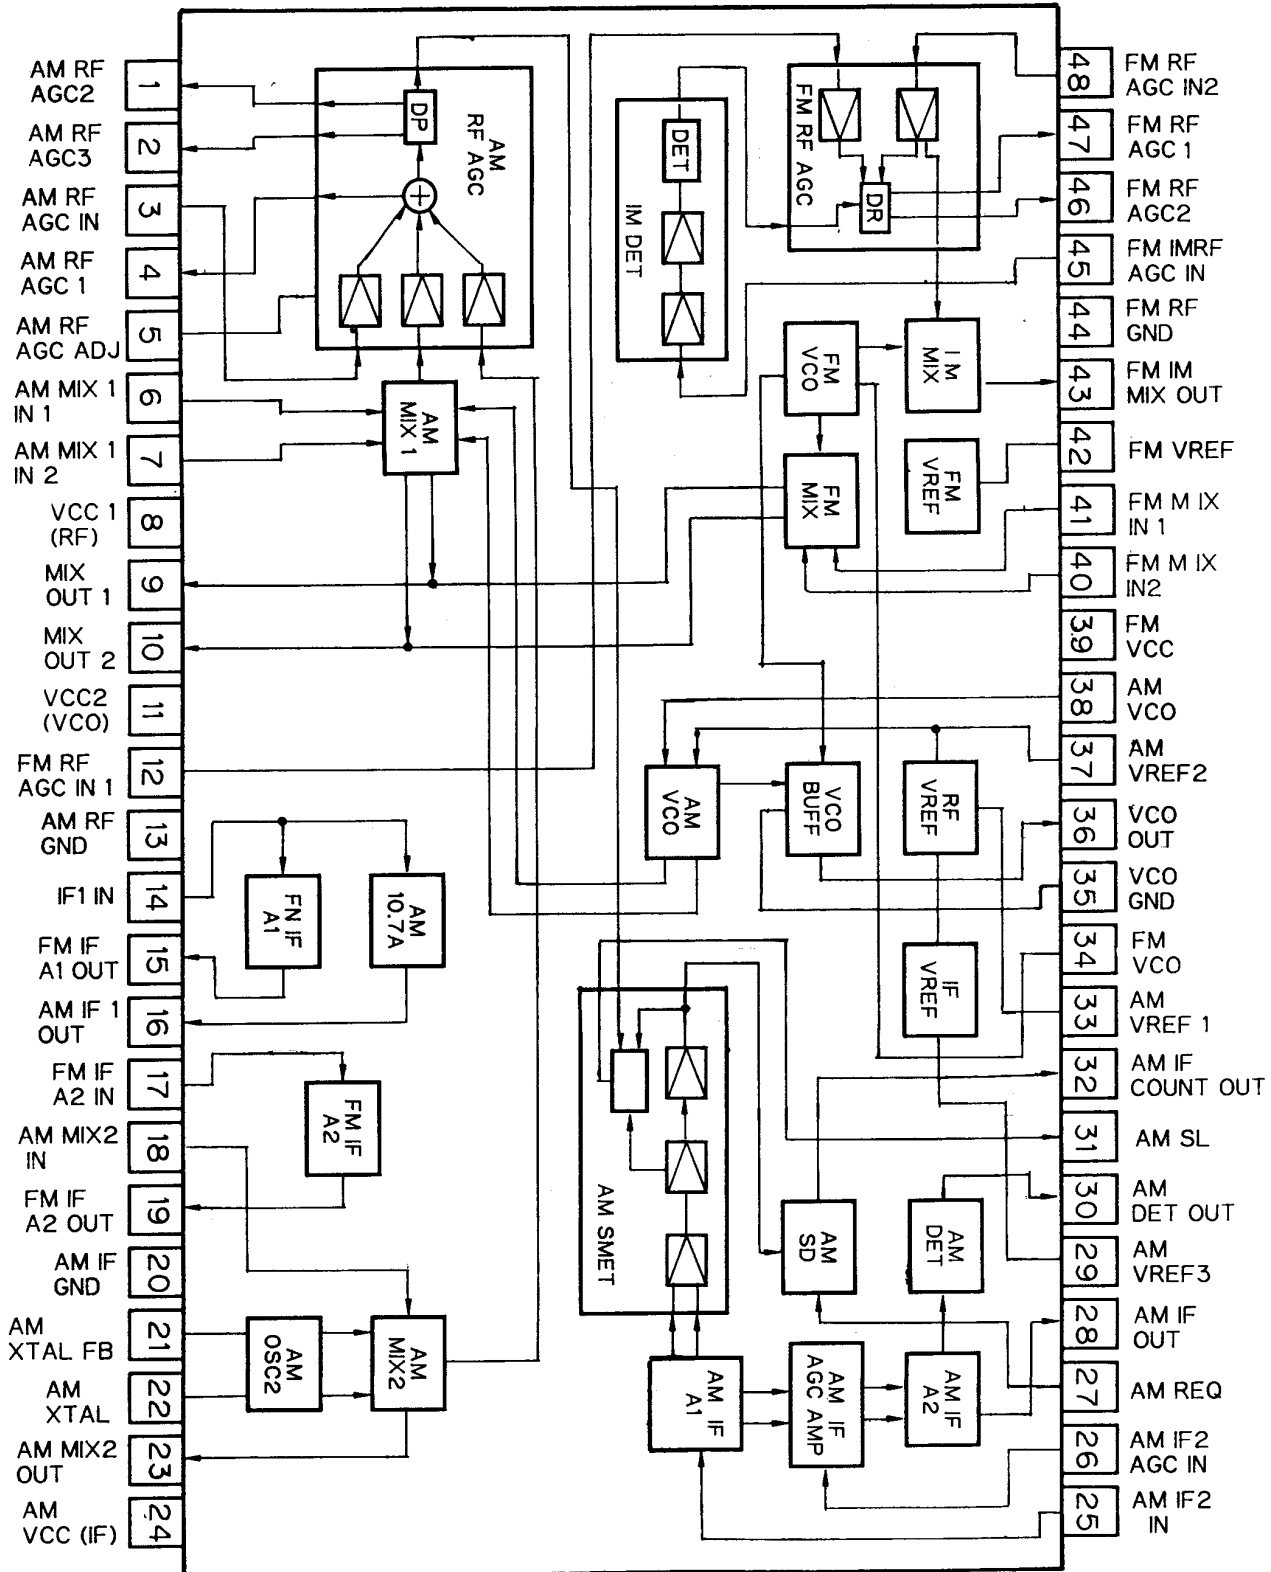 AM RF
AGC2
1
AM RF
AGC3
2
AM RF
AGC IN
3
AM RF
AGC 1
4
AM RF
AGC ADJ
5
AM MIX 1
IN 1
6
AM MIX 1
IN 2
7
VCC 1
(RF)
8
MIX
OUT 1
9
MIX
OUT 2
10
VCC2
(VCO)
11
FM RF
AGC IN 1
12
AM RF
GND
13
IF1 IN
14
FM IF
A1 OUT
15
AM IF 1
OUT
16
FM IF
A2 IN
17
AM MIX2
IN
18
FM IF
A2 OUT
19
AM IF
GND
20
AM
XTAL FB
21
AM
XTAL
22
AM MIX2
OUT
23
AM
VCC (IF)
24
AM
RF AGC
DP
AM
MIX 1
FN IF
A1
AM
10.7A
FM IF
A2
AM
OSC2
AM
MIX2
IM DET
DET
FM RF AGC
DR
FM
VCO
IM
MIX
FM
MIX
FM
VREF
AM
VCO
VCO
BUFF
RF
VREF
IF
VREF
AM SMET
AM
SD
AM
DET
AM IF
A1
AM IF
AGC AMP
AM IF
A2
48
FM RF
AGC IN2
47
FM RF
AGC 1
46
FM RF
AGC2
45
FM IMRF
AGC IN
44
FM RF
GND
43
FM IM
MIX OUT
42
FM VREF
41
FM M IX
IN 1
40
FM M IX
IN2
39
FM
VCC
38
AM
VCO
37
AM
VREF2
36
VCO
OUT
35
VCO
GND
34
FM
VCO
33
AM
VREF 1
32
AM IF
COUNT OUT
31
AM SL
30
AM
DET OUT
29
AM
VREF3
28
AM IF
OUT
27
AM REQ
26
AM IF2
AGC IN
25
AM IF2
IN